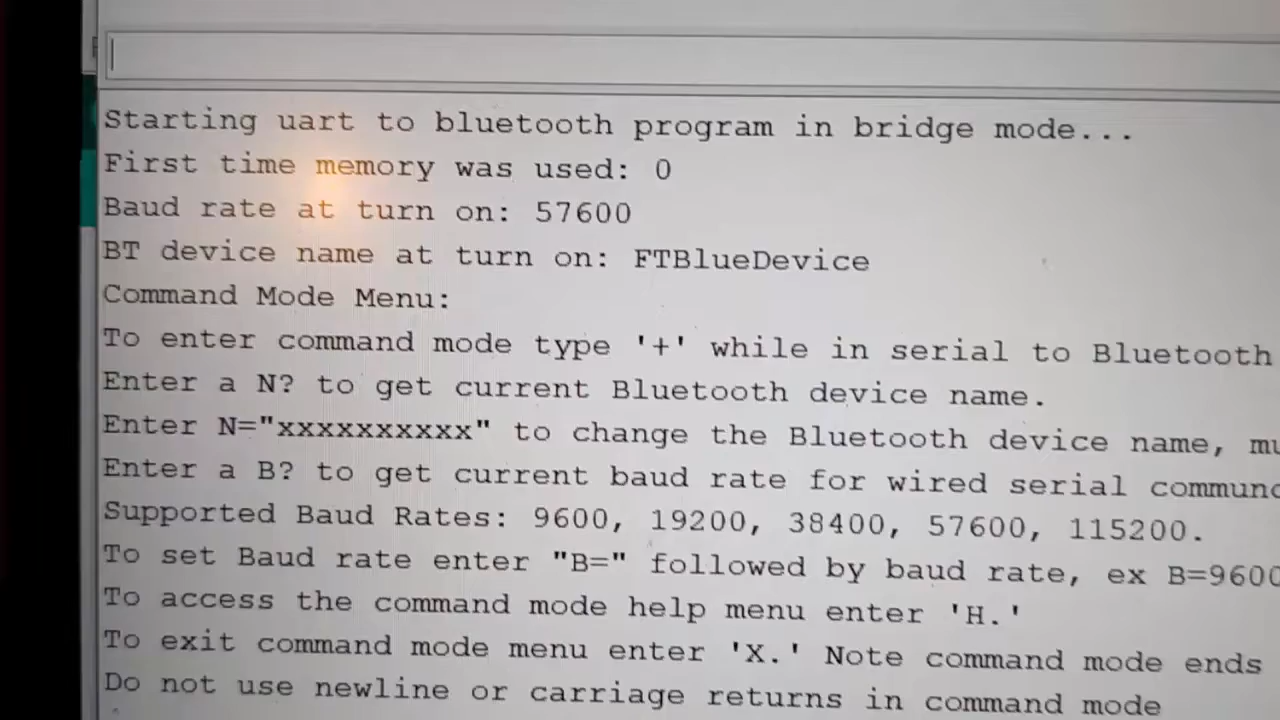 Starting uart to bluetooth program in bridge mode...
First time memory was used: 0
Baud rate at turn on: 57600
BT device name at turn on: FTBlueDevice
Command Mode Menu:
To enter command mode type '+' while in serial to Bluetooth
Enter a N? to get current Bluetooth device name.
Enter N="xxxxxxxxxx" to change the Bluetooth device name,
Enter a B? to get current baud rate for wired serial
Supported Baud Rates: 9600, 19200, 38400, 57600, 115200.
To set Baud rate enter "B=" followed by baud rate, ex B=9600
To access the command mode help menu enter 'H.'
To exit command mode menu enter 'X.' Note command mode ends
Do not use newline or carriage returns in command mode